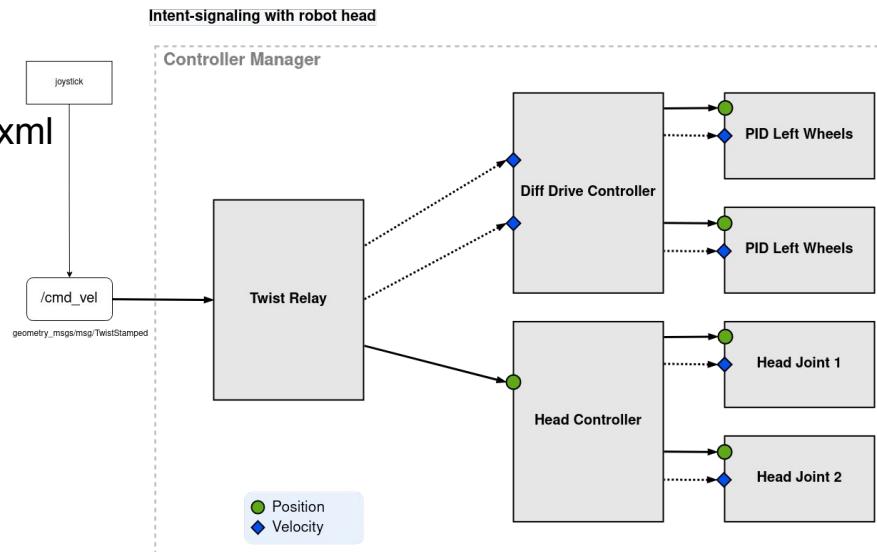 Intent-signaling with robot head
Controller Manager
joystick
xml
/cmd_vel
geometry_msgs/msg/TwistStamped
Twist Relay
Diff Drive Controller
PID Left Wheels
PID Left Wheels
Head Controller
Head Joint 1
Head Joint 2
Position
Velocity